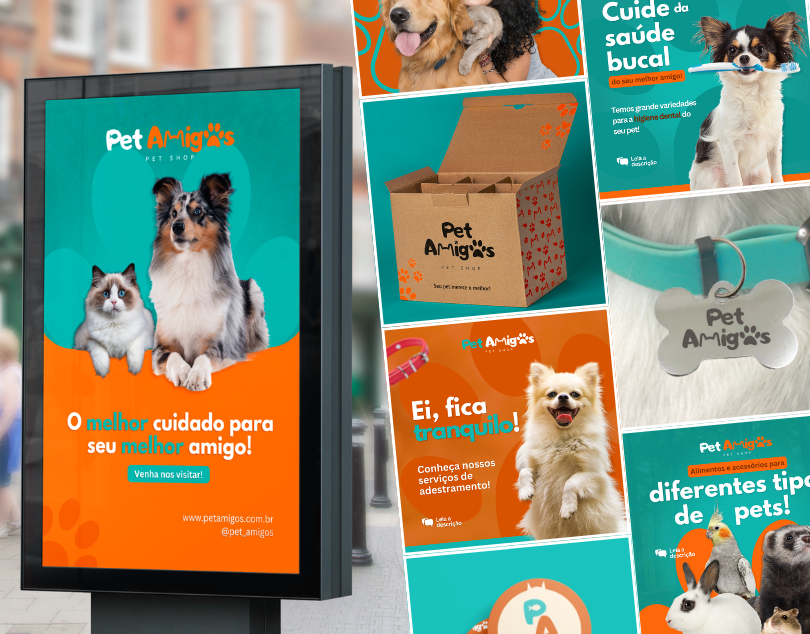 Pet Amigos
PET SHOP
O melhor cuidado para
seu melhor amigo!
Venha nos visitar!
www.petamigos.com.br
@pet_amigos
Cuide da
saúde
bucal
do seu melhor amigo!
Temos grande variedades
para a higiene dental do
seu pet!
Leia a
descrição
Pet
Amigos
PET SHOP
Seu pet merece o melhor!
Pet
Amigos
Pet Amigos
PET SHOP
Ei, fica
tranquilo!
Conheça nossos
serviços de
adestramento!
Leia a
descrição
Pet Amigos
Alimentos e acessórios para
diferentes tipo
de pets!
Leia a
descrição
P
A